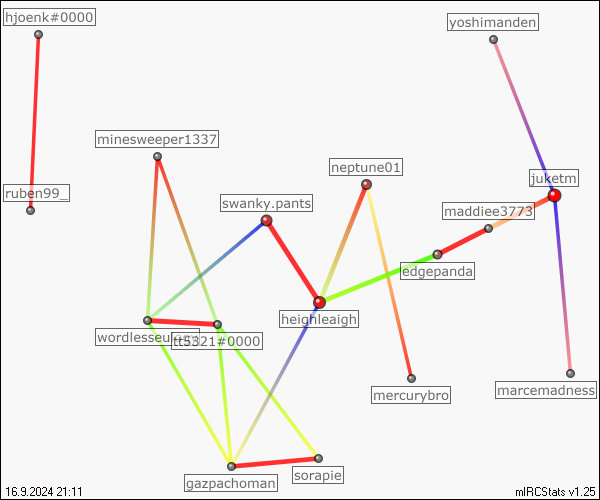 hjoenk#0000
yoshimanden
minesweeper1337
neptune01
juketm
ruben99_
swanky.pants
maddiee3773
edgepanda
heighleaigh
tt5321#0000
mercurybro
marcemadness
sorapie
gazpachoman
16.9.2024 21:11
mIRCStats v1.25